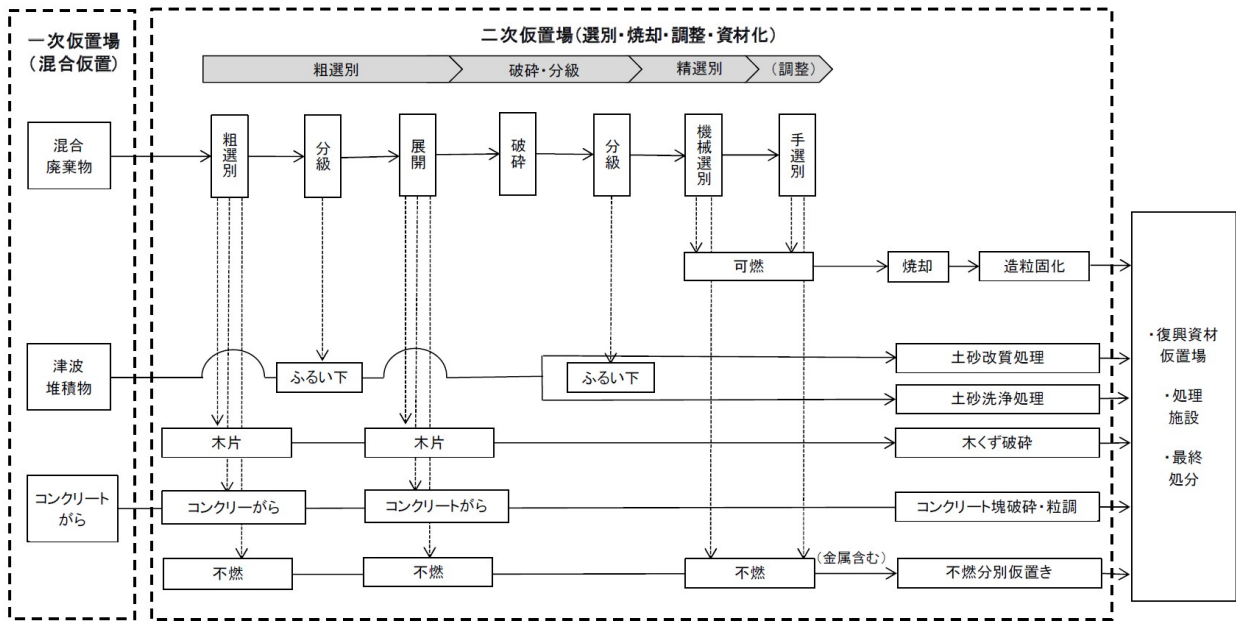 一次仮置場
(混合仮置)
二次仮置場(選別・焼却・調整・資材化)
粗選別
破砕・分級
精選別
(調整)
混合
廃棄物
粗選別
分級
展開
破砕
分級
機械選別
手選別
可燃
焼却
造粒固化
津波
堆積物
ふるい下
ふるい下
土砂改質処理
土砂洗浄処理
木片
木片
木くず破砕
コンクリート
がら
コンクリーがら
コンクリートがら
コンクリート塊破砕・粒調
不燃
不燃
不燃
(金属含む)
不燃分別仮置き
・復興資材
仮置場
・処理
施設
・最終
処分